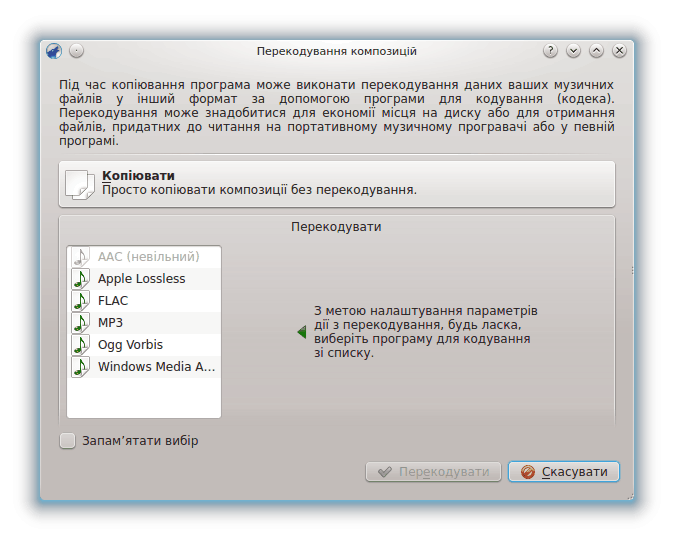 Перекодування композицій
Під час копіювання програма може виконати перекодування даних ваших музичних
файлів у інший формат за допомогою програми для кодування (кодека).
Перекодування може знадобитися для економії місця на диску або для отримання
файлів, придатних до читання на портативному музичному програвачі або у певній
програмі.
Копіювати
Просто копіювати композиції без перекодування.
Перекодувати
AAC (невільний)
Apple Lossless
FLAC
MP3
Ogg Vorbis
Windows Media A...
З метою налаштування параметрів
дії з перекодування, будь ласка,
виберіть програму для кодування
зі списку.
Запам’ятати вибір
Перекодувати
Скасувати